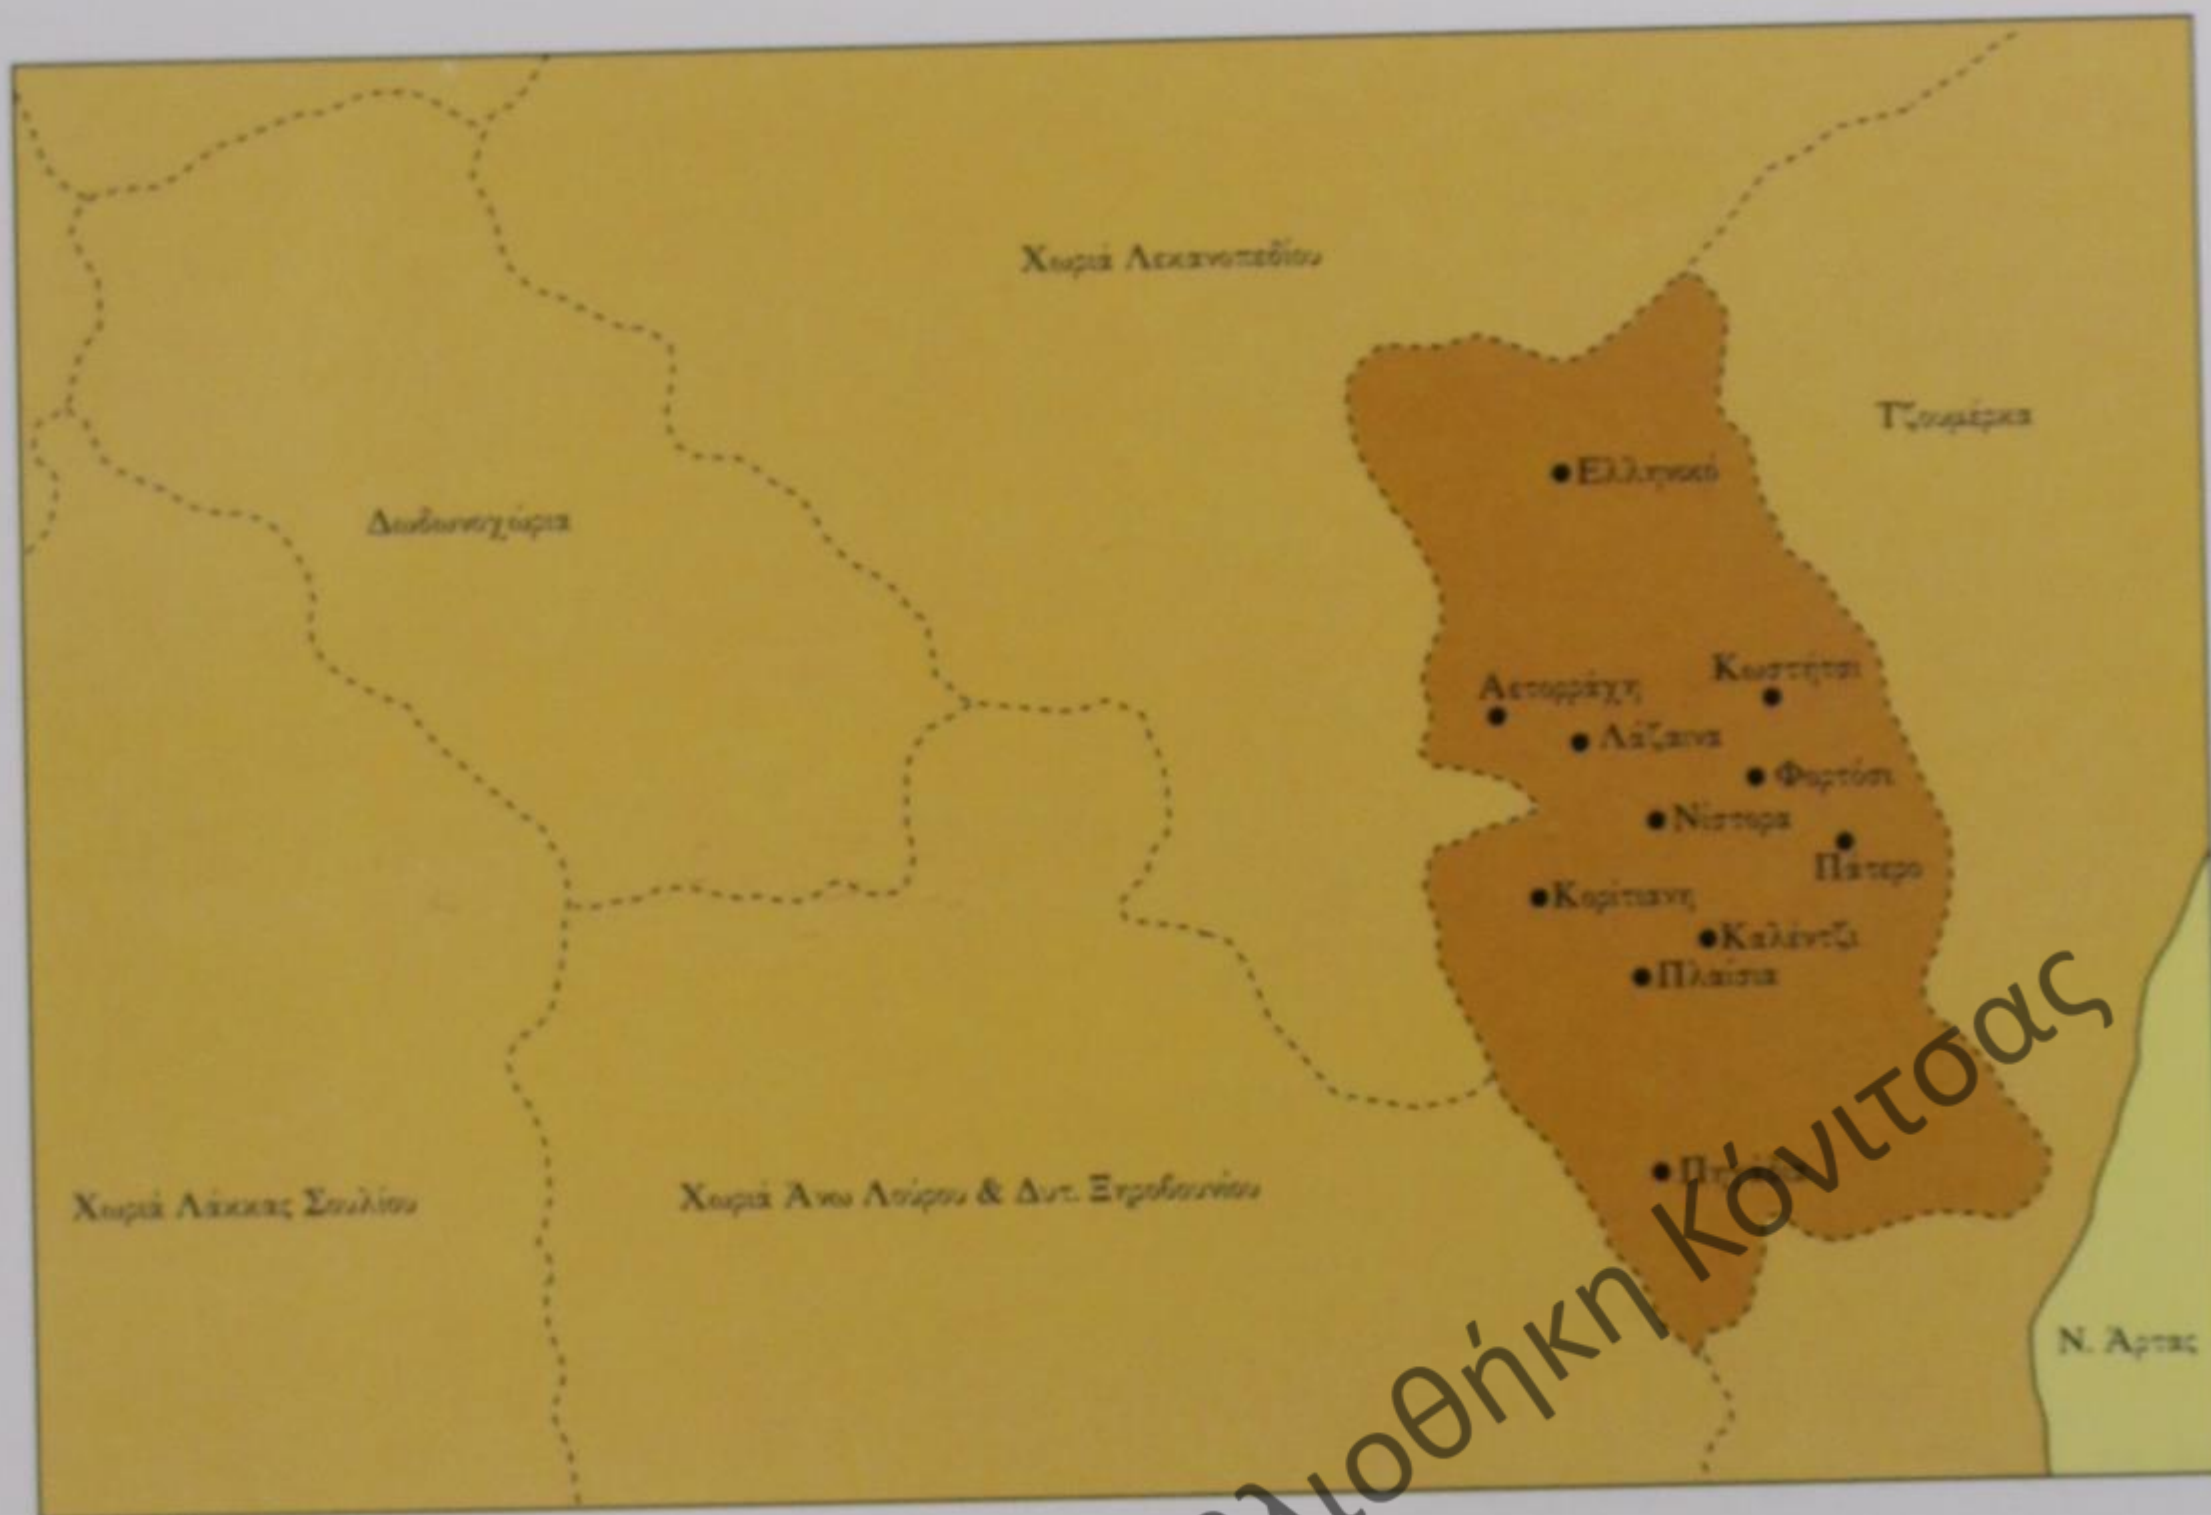 Χωριά Λεκανοπεδίου
Τζουμέρκα
Ελληνικό
Δωδωνοχώρια
Κωστήτσι
Αετορράχη
Λάζαινα
Φορτόσι
Νίστορα
Πάτερο
Κορίτιανη
Καλέντζι
Πλαίσια
Χωριά Λάκκας Σουλίου
Χωριά Άνω Λούρου & Δυτ. Ξηροβουνίου
Ν. Άρτας
Κόνιτσας